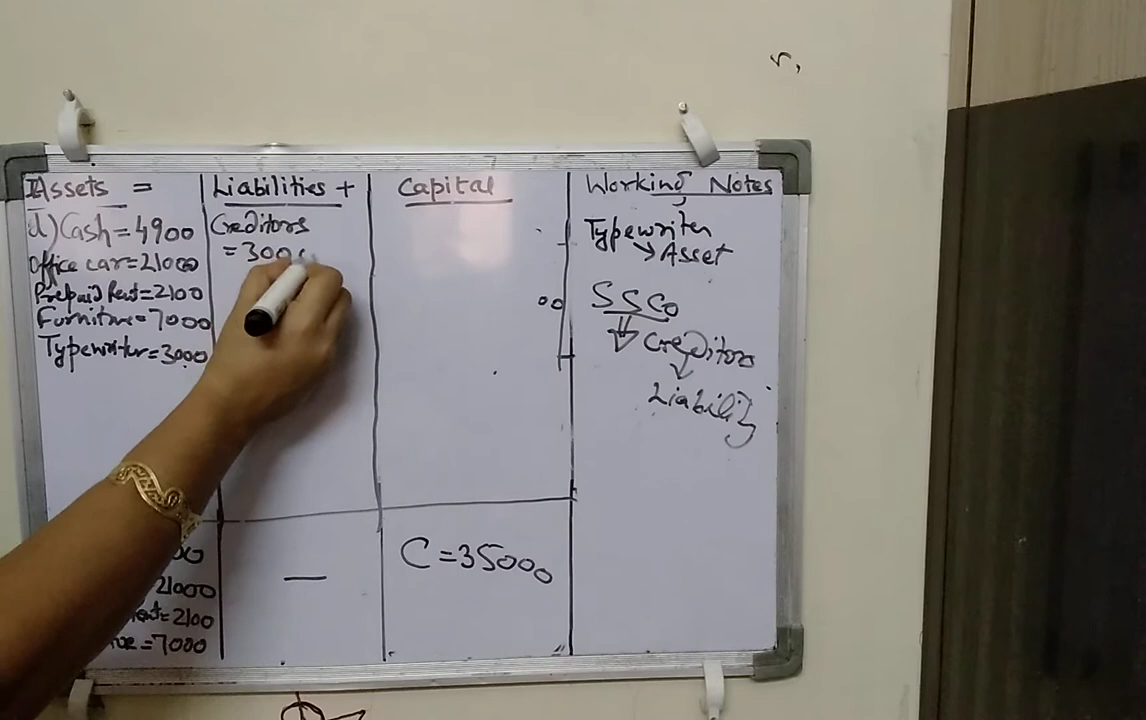 Assets =
Liabilities +
Capital
Working Notes
Cash=4900
Office car=21000
Prepaid Rent=2100
Furniture=7000
Typewriter=3000
Creditors
=300
Typewriter
Asset
SSCo
Creditors
Liability
21000
=2100
=7000
C=35000